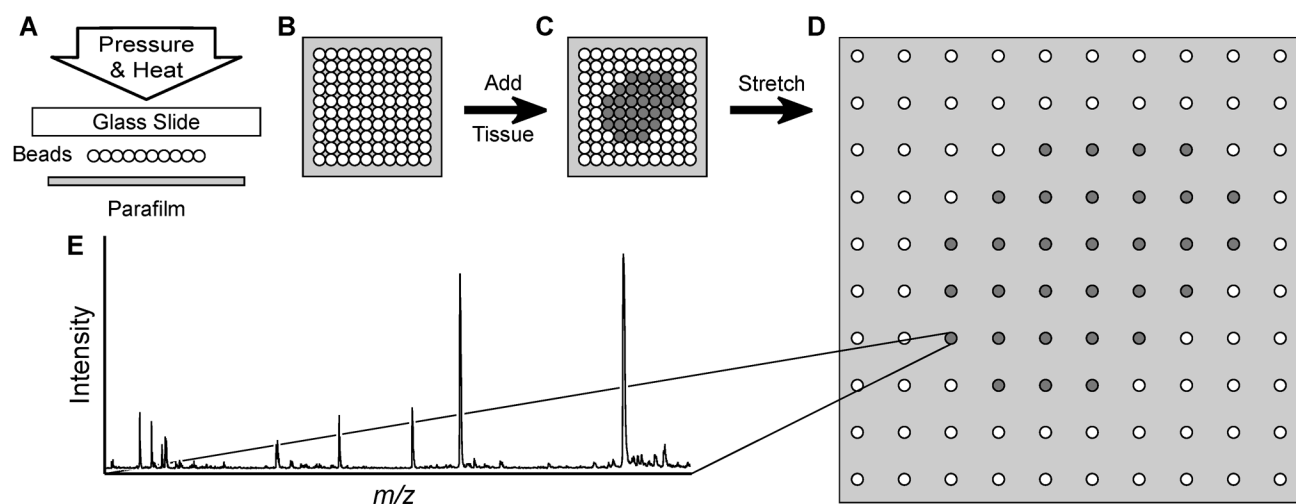 A
Pressure
& Heat
Glass Slide
Beads
Parafilm
B
Add
Tissue
C
Stretch
D
E
Intensity
m/z